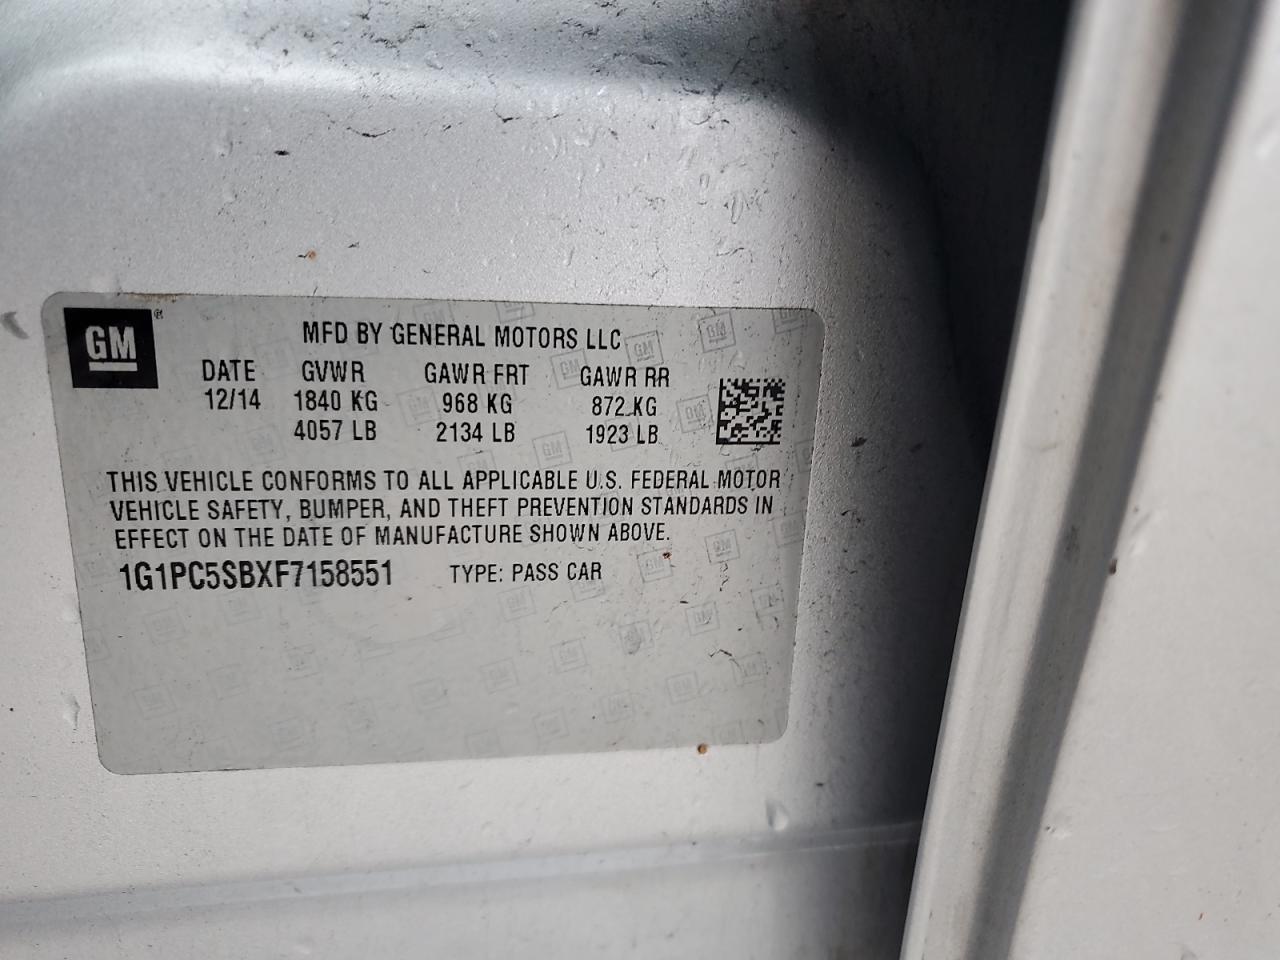 GM®
MFD BY GENERAL MOTORS LLC
DATE GVWR GAWR FRT GAWR RR
12/14 1840 KG 968 KG 872 KG
4057 LB 2134 LB 1923 LB
THIS VEHICLE CONFORMS TO ALL APPLICABLE U.S. FEDERAL MOTOR
VEHICLE SAFETY, BUMPER, AND THEFT PREVENTION STANDARDS IN
EFFECT ON THE DATE OF MANUFACTURE SHOWN ABOVE.
1G1PC5SBXF7158551 TYPE: PASS CAR